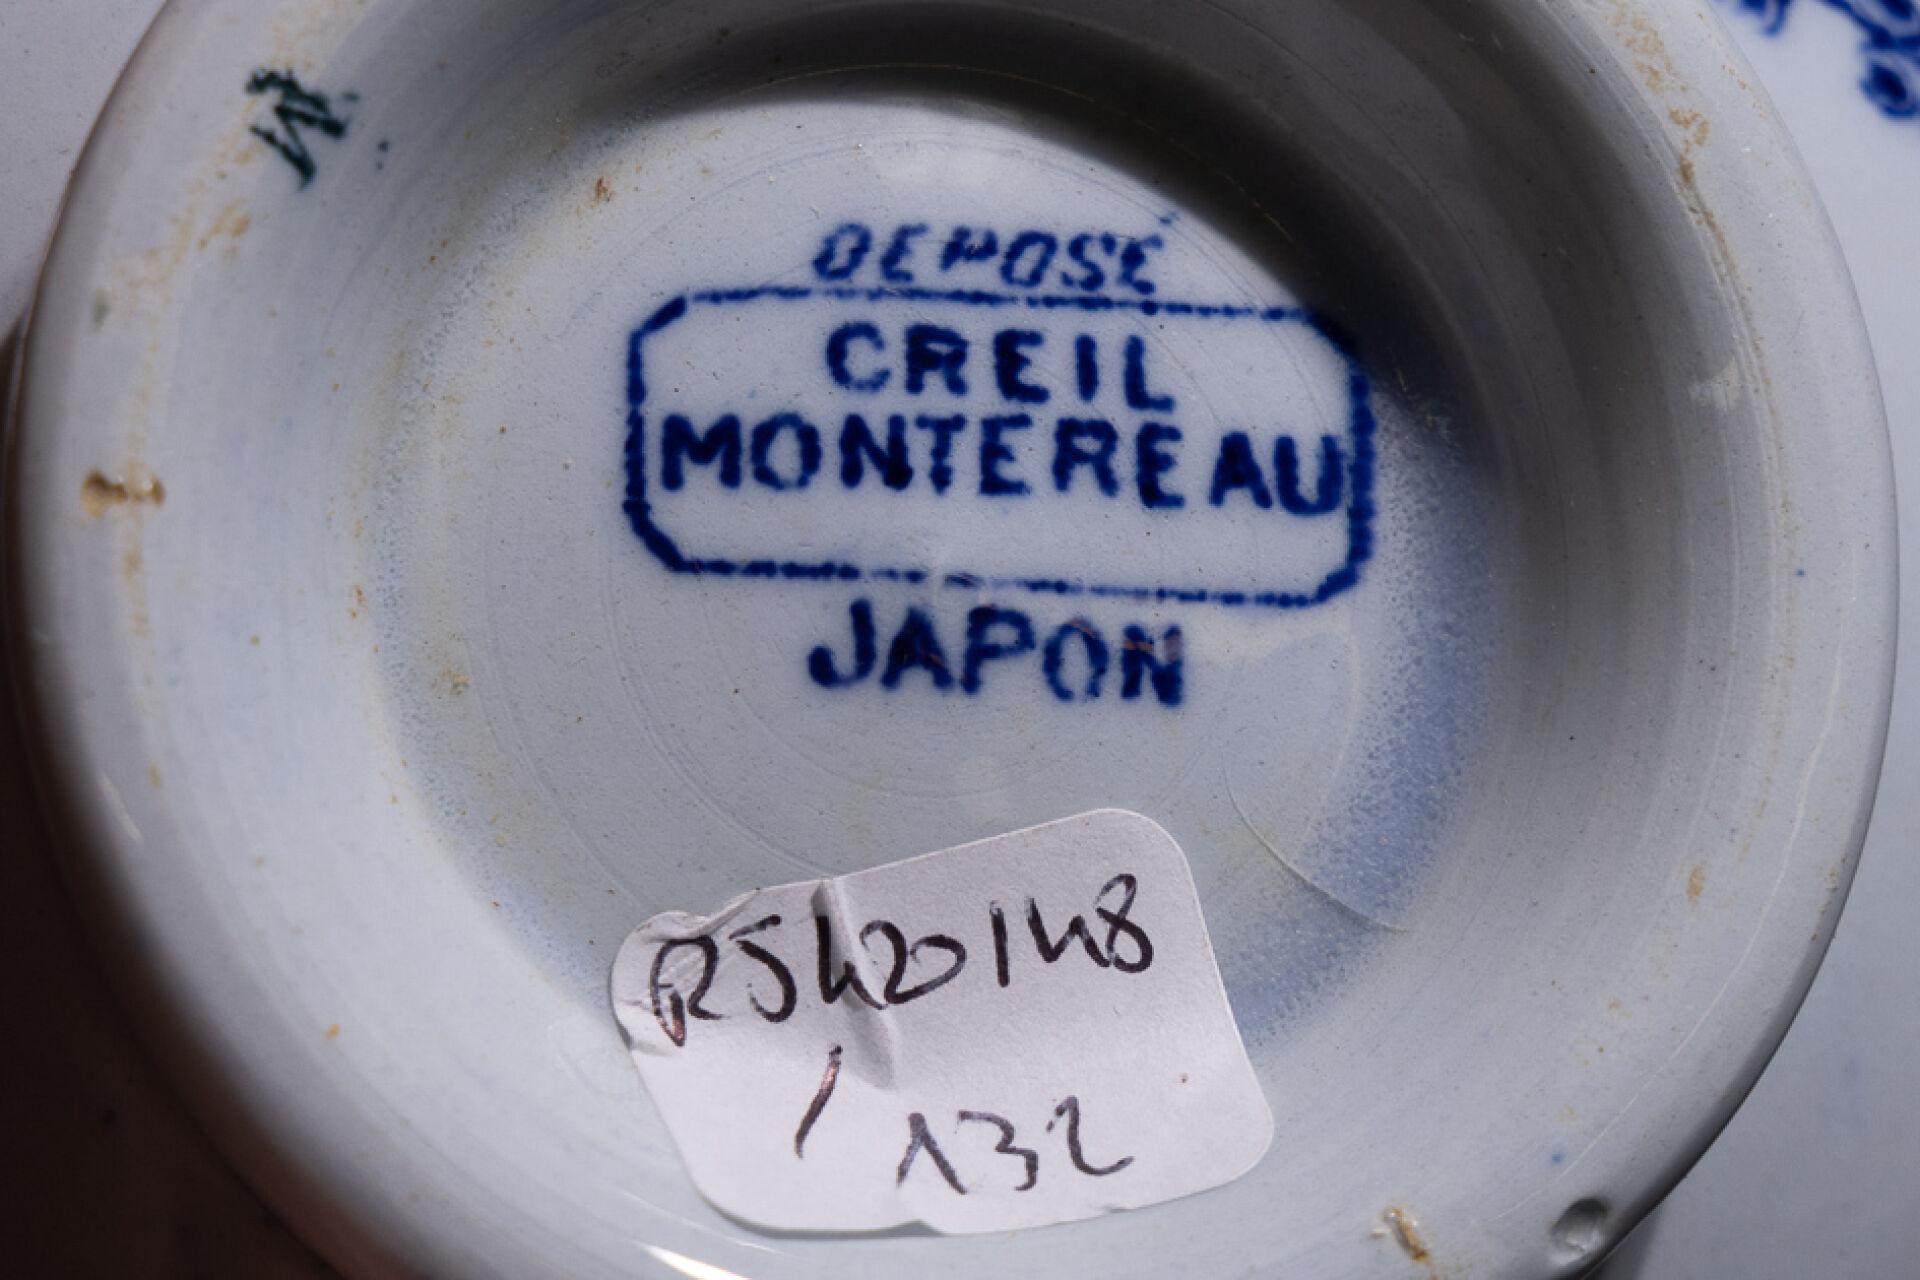 M
DEPOSÉ
CREIL
MONTEREAU
JAPON
R5420148
/ 132